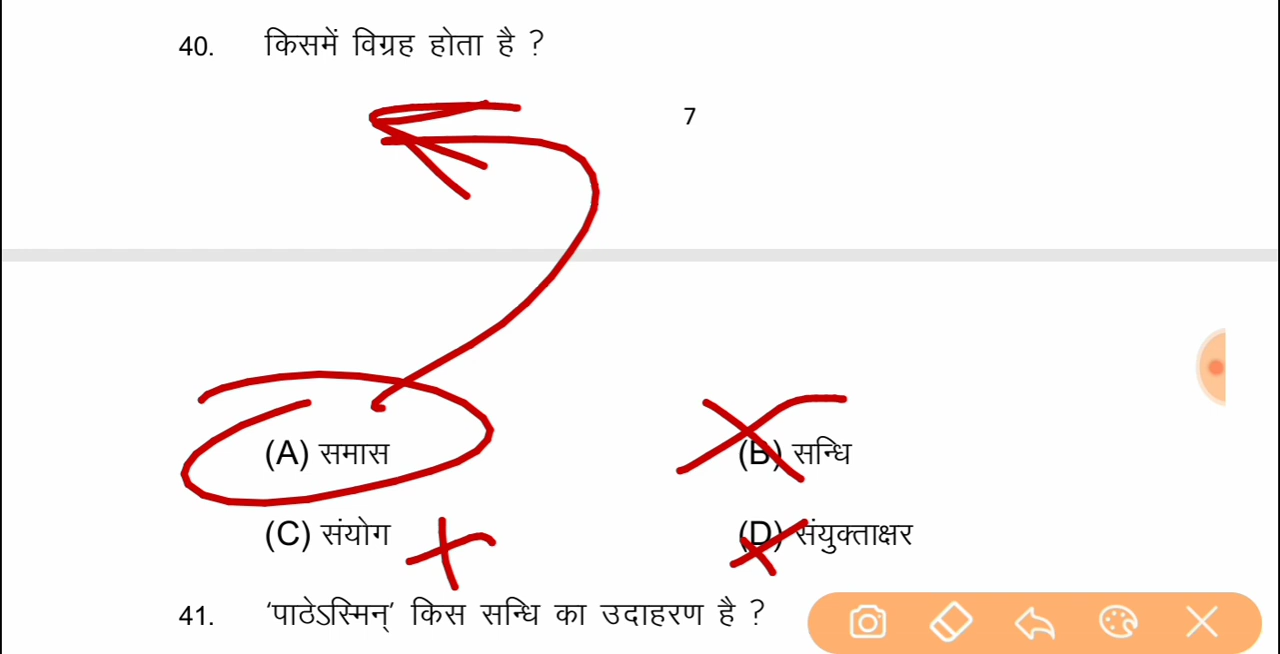 40. किसमें विग्रह होता है ?
7
(A) समास (B) सन्धि
(C) संयोग (D) संयुक्ताक्षर
41. ‘पाठेऽस्मिन्’ किस सन्धि का उदाहरण है ?